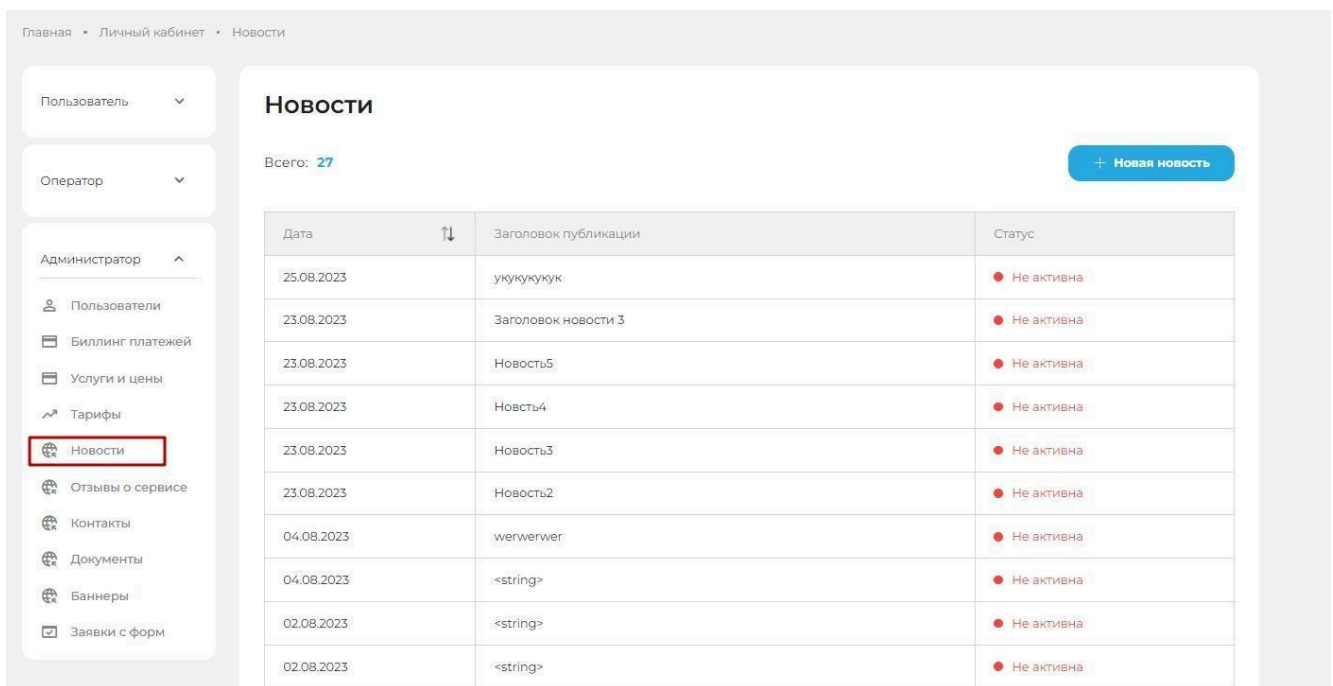 Главная • Личный кабинет • Новости
Пользователь
Оператор
Администратор
Пользователи
Биллинг платежей
Услуги и цены
Тарифы
Новости
Отзывы о сервисе
Контакты
Документы
Баннеры
Заявки с форм
Новости
Всего: 27
+ Новая новость
Дата Заголовок публикации Статус
25.08.2023 укукукукук Не активна
23.08.2023 Заголовок новости 3 Не активна
23.08.2023 Новость5 Не активна
23.08.2023 Новсть4 Не активна
23.08.2023 Новость3 Не активна
23.08.2023 Новость2 Не активна
04.08.2023 werwerwer Не активна
04.08.2023 <string> Не активна
02.08.2023 <string> Не активна
02.08.2023 <string> Не активна